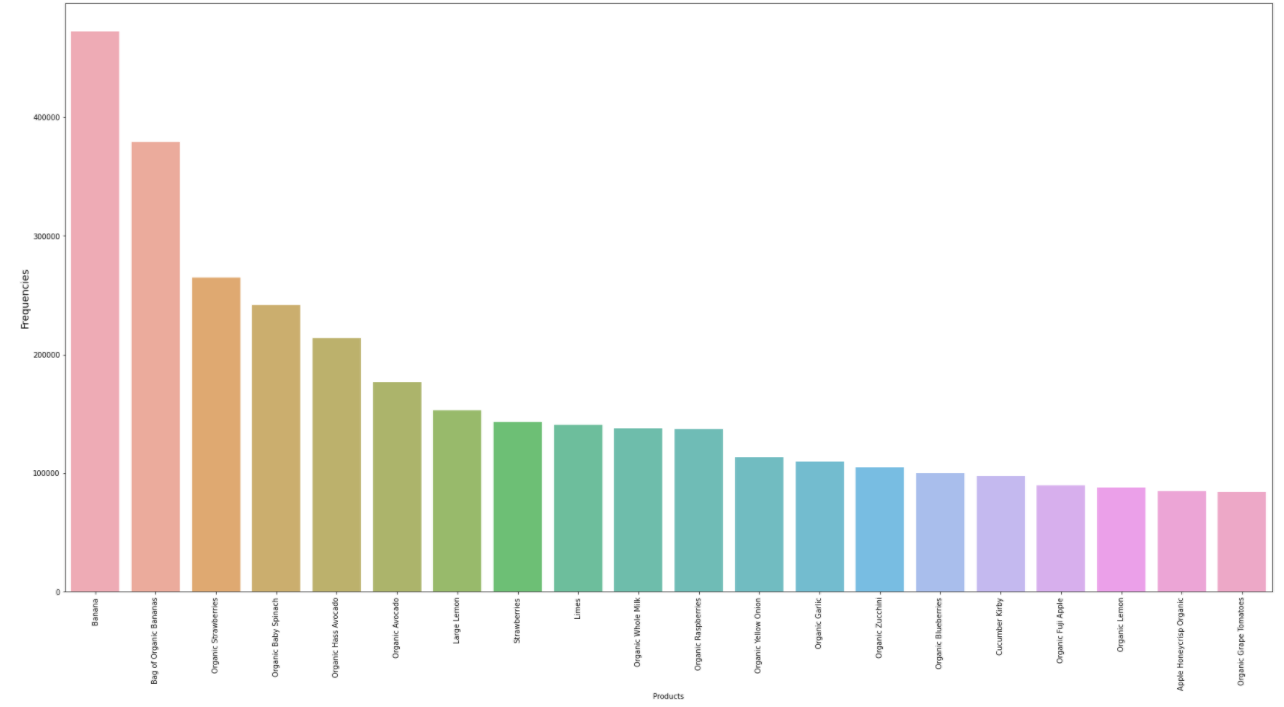 400000
300000
200000
100000
0
Frequencies
Banana
Bag of Organic Bananas
Organic Strawberries
Organic Baby Spinach
Organic Hass Avocado
Organic Avocado
Large Lemon
Strawberries
Limes
Organic Whole Milk
Organic Raspberries
Organic Yellow Onion
Organic Garlic
Organic Zucchini
Organic Blueberries
Cucumber Kirby
Organic Fuji Apple
Organic Lemon
Apple Honeycrisp Organic
Organic Grape Tomatoes
Products